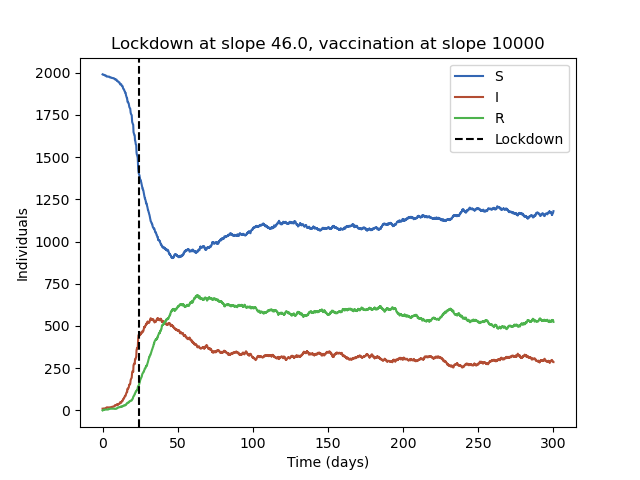 Lockdown at slope 46.0, vaccination at slope 10000
S
I
R
Lockdown
2000
1750
1500
1250
1000
750
500
250
0
Individuals
0 50 100 150 200 250 300
Time (days)